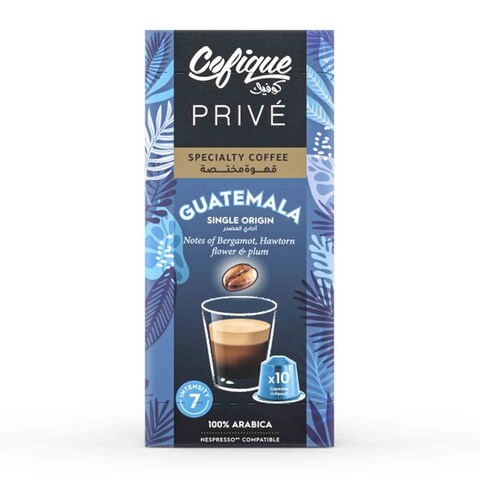 Cofique
كوفيك
PRIVÉ
SPECIALTY COFFEE
قهوة مختصة
GUATEMALA
SINGLE ORIGIN
أحادي المصدر
Notes of Bergamot, Hawtorn
flower & plum
x10
INTENSITY
7
100% ARABICA
NESPRESSO** COMPATIBLE